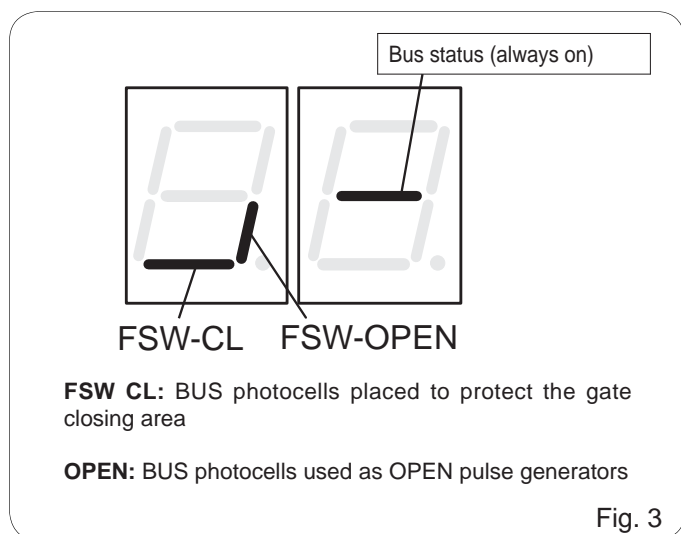 Bus status (always on)
FSW-CL
FSW-OPEN
FSW CL: BUS photocells placed to protect the gate
closing area
OPEN: BUS photocells used as OPEN pulse generators
Fig. 3